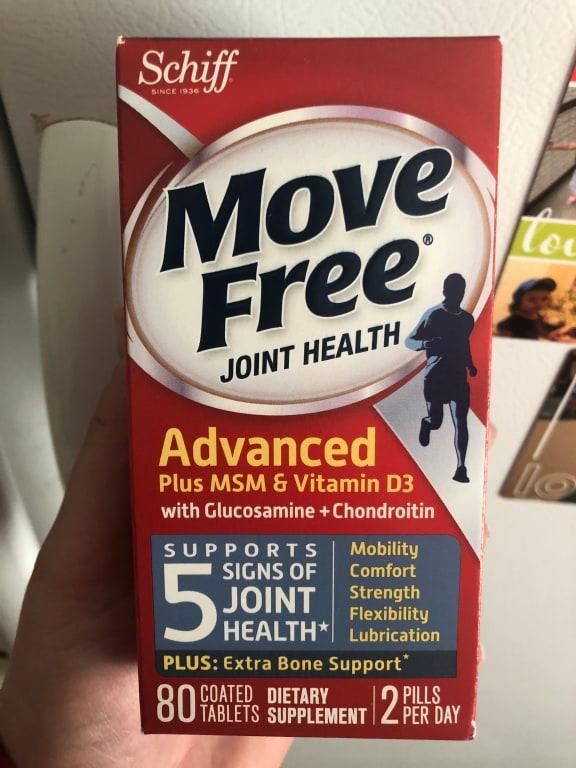 Schiff®
SINCE 1936
Move
Free®
JOINT HEALTH
Advanced
Plus MSM & Vitamin D3
with Glucosamine + Chondroitin
SUPPORTS
5 SIGNS OF
JOINT
HEALTH★
Mobility
Comfort
Strength
Flexibility
Lubrication
PLUS: Extra Bone Support*
80 COATED
TABLETS
DIETARY
SUPPLEMENT
2 PILLS
PER DAY